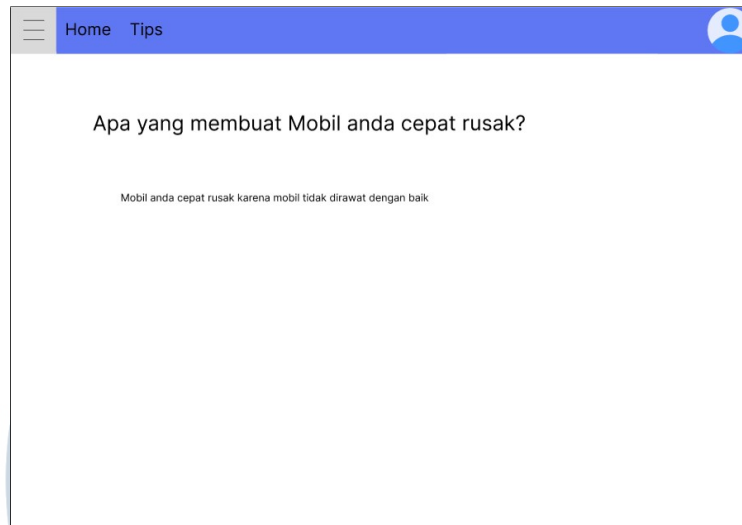 Home Tips
Apa yang membuat Mobil anda cepat rusak?
Mobil anda cepat rusak karena mobil tidak dirawat dengan baik